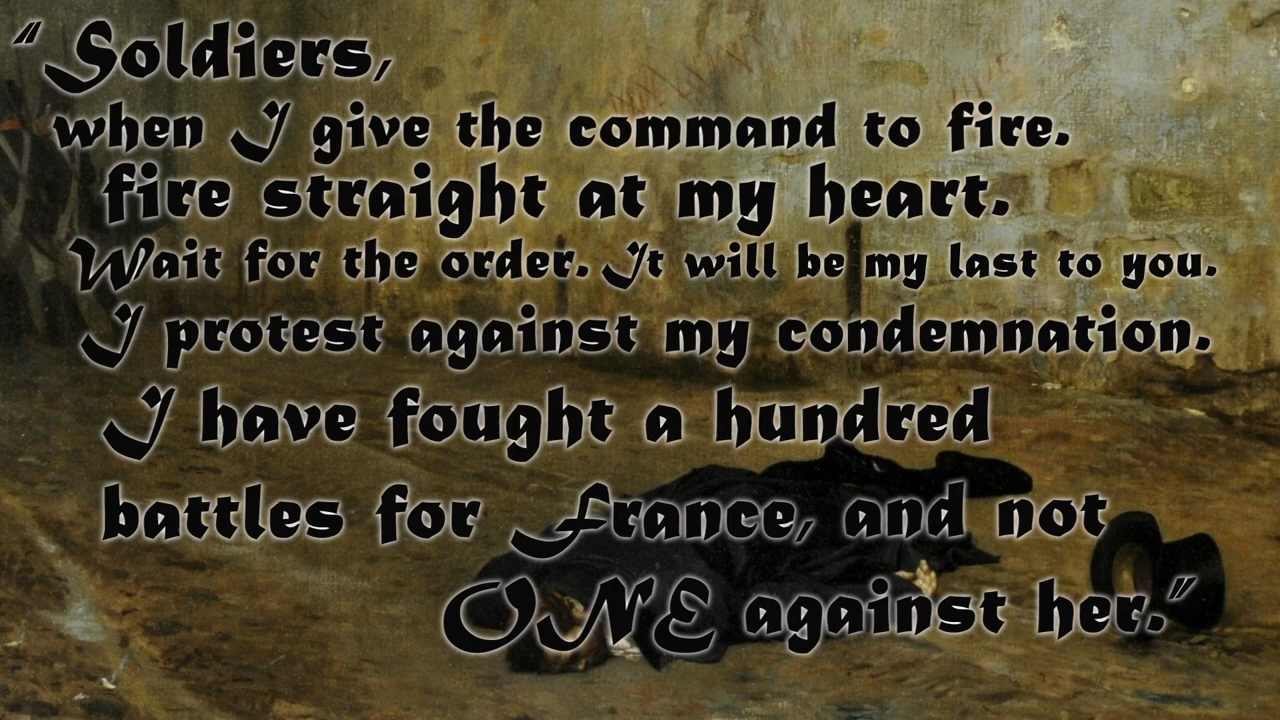 "Soldiers,
when I give the command to fire.
fire straight at my heart.
Wait for the order. It will be my last to you.
I protest against my condemnation.
I have fought a hundred
battles for France, and not
ONE against her."